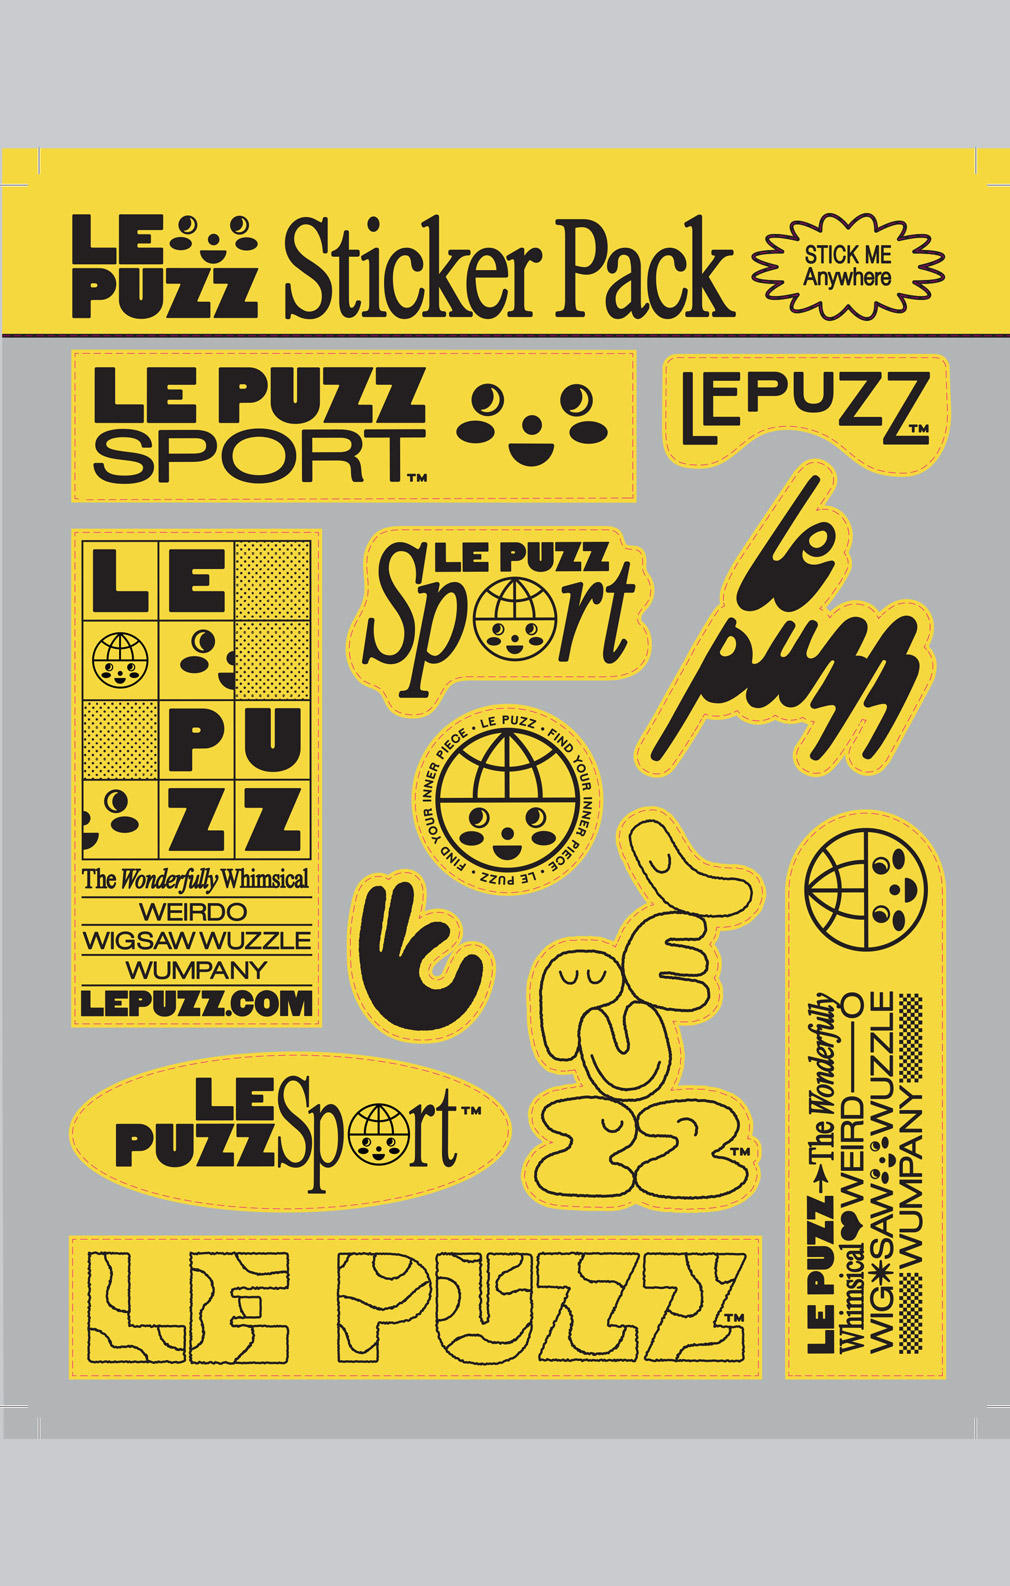 LE
PUZZ
Sticker Pack
STICK ME
Anywhere
LE PUZZ
SPORT™
LEPUZZ™
le
puzz
LE PUZZ
Sport
LE
PU
ZZ
The Wonderfully Whimsical
WEIRDO
WIGSAW WUZZLE
WUMPANY
LEPUZZ.COM
LE PUZZ • FIND YOUR INNER PIECE • LE PUZZ • FIND YOUR INNER PIECE •
LE
PUZZ™
LE
PUZZ Sport™
LE PUZZ→The Wonderfully
Whimsical♥WEIRD—O
WIG✷SAW WUZZLE
WUMPANY
LE PUZZ™